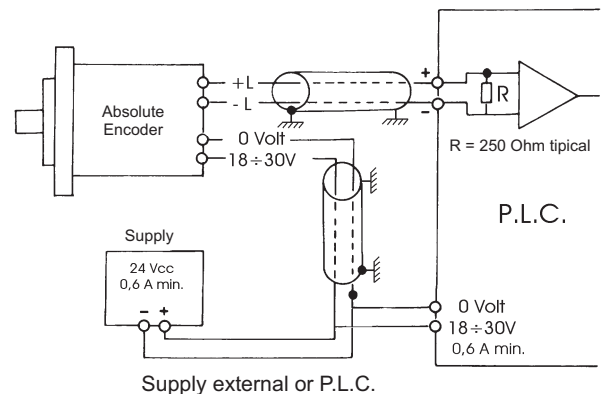 +L
- L
0 Volt
18÷30V
Absolute
Encoder
+
-
R
R = 250 Ohm tipical
P.L.C.
Supply
24 Vcc
0,6 A min.
- +
0 Volt
18÷30V
0,6 A min.
Supply external or P.L.C.